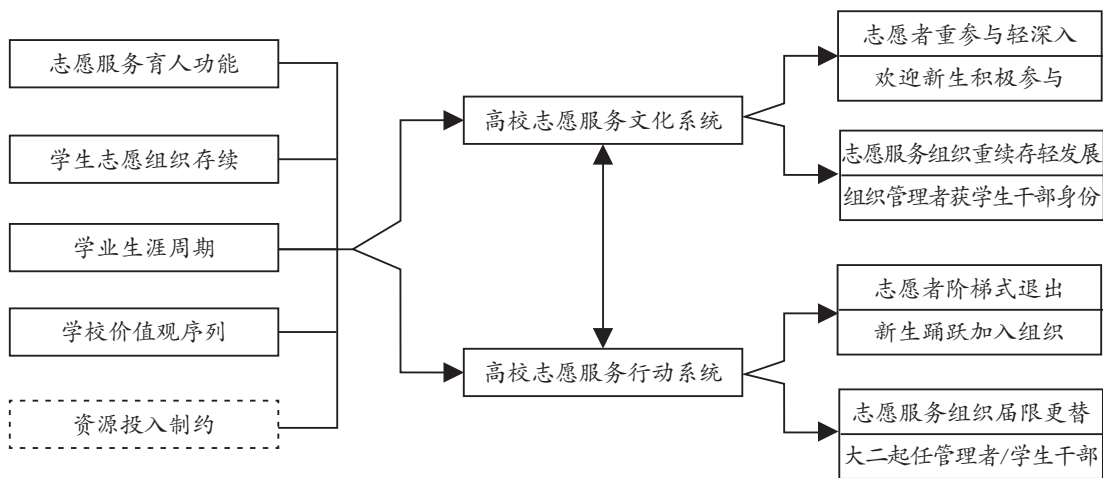 志愿服务育人功能
学生志愿组织存续
学业生涯周期
学校价值观序列
资源投入制约
高校志愿服务文化系统
高校志愿服务行动系统
志愿者重参与轻深入
欢迎新生积极参与
志愿服务组织重续存轻发展
组织管理者获学生干部身份
志愿者阶梯式退出
新生踊跃加入组织
志愿服务组织届限更替
大二起任管理者/学生干部